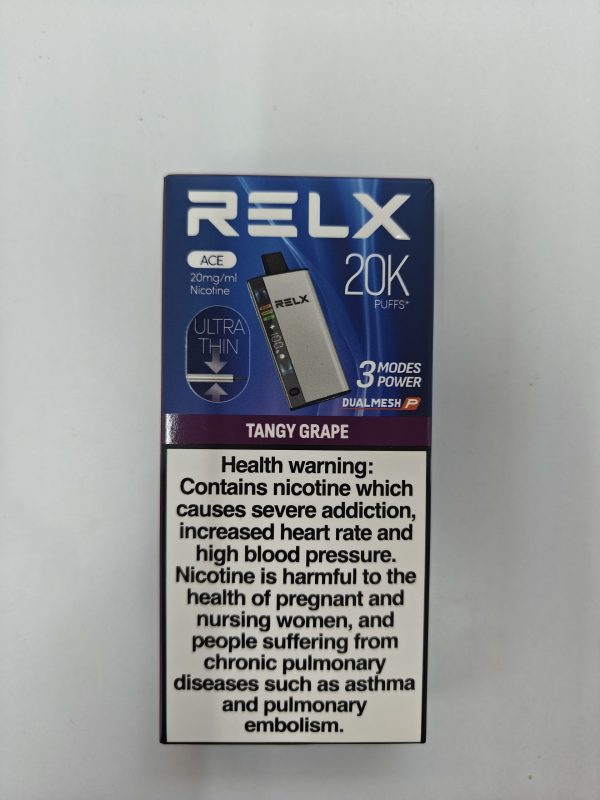 RELX
ACE
20mg/ml
Nicotine
20K
PUFFS*
RELX
100
ULTRA
THIN
3 MODES
POWER
DUALMESH P
TANGY GRAPE
Health warning:
Contains nicotine which
causes severe addiction,
increased heart rate and
high blood pressure.
Nicotine is harmful to the
health of pregnant and
nursing women, and
people suffering from
chronic pulmonary
diseases such as asthma
and pulmonary
embolism.